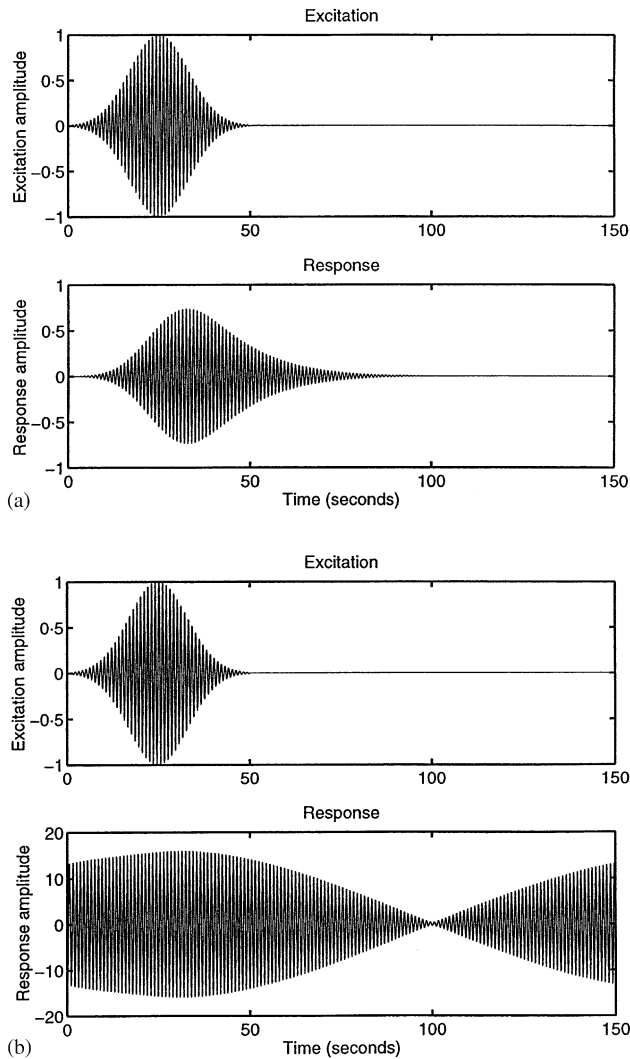 Excitation
Excitation amplitude
1
0·5
0
−0·5
−1
0 50 100 150
Response
Response amplitude
1
0·5
0
−0·5
−1
0 50 100 150
Time (seconds)
(a)
Excitation
Excitation amplitude
1
0·5
0
−0·5
−1
0 50 100 150
Response
Response amplitude
20
10
0
−10
−20
0 50 100 150
Time (seconds)
(b)